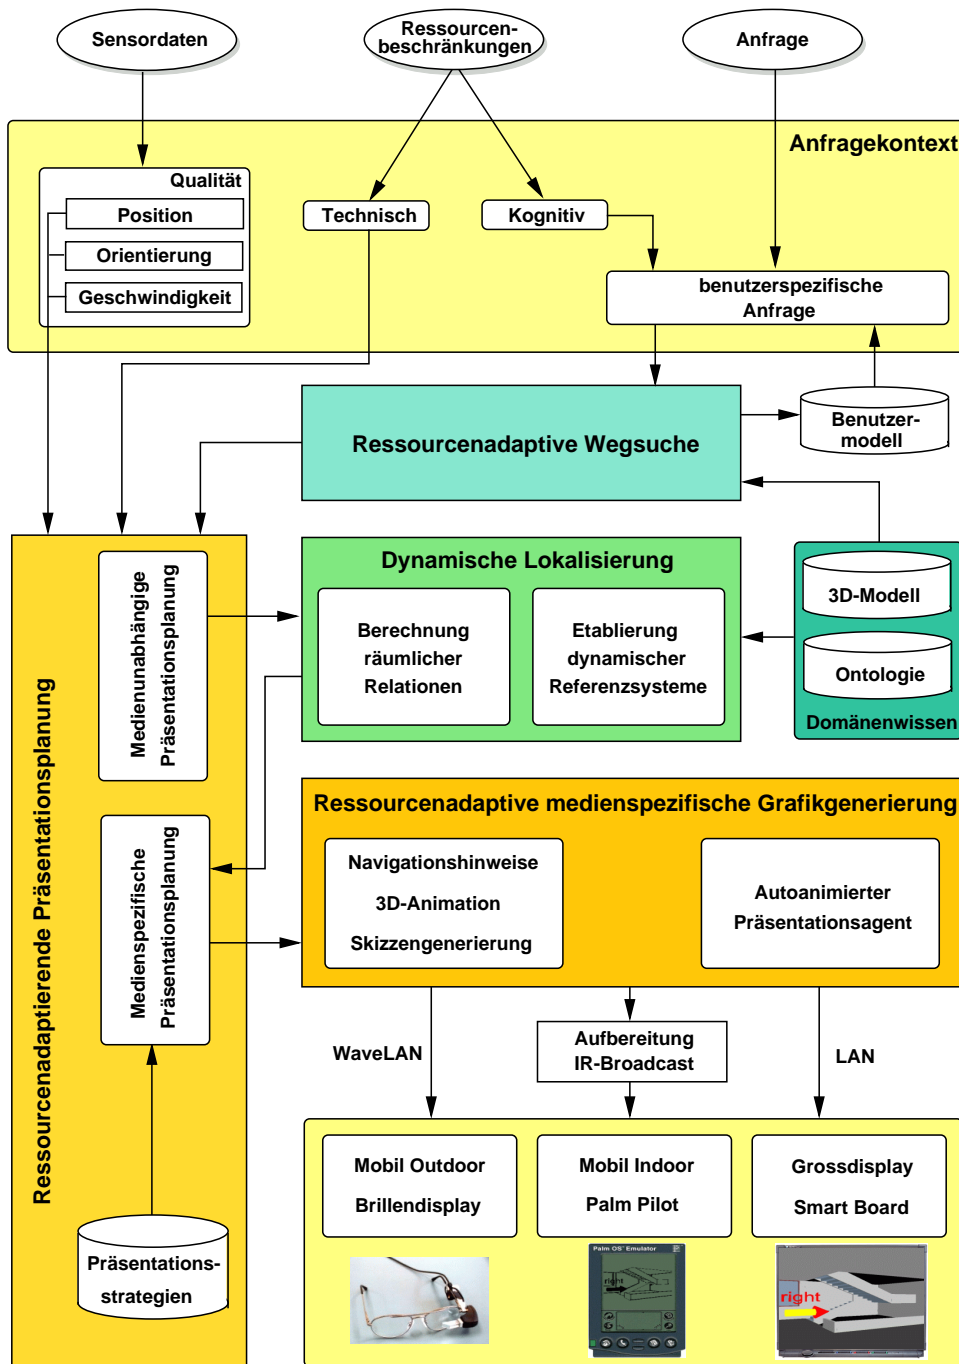 Sensordaten
Ressourcen-
beschränkungen
Anfrage
Anfragekontext
Qualität
Position
Orientierung
Geschwindigkeit
Technisch
Kognitiv
benutzerspezifische
Anfrage
Ressourcenadaptive Wegsuche
Benutzer-
modell
Ressourcenadaptierende Präsentationsplanung
Medienunabhängige
Präsentationsplanung
Dynamische Lokalisierung
Berechnung
räumlicher
Relationen
Etablierung
dynamischer
Referenzsysteme
3D-Modell
Ontologie
Domänenwissen
Medienspezifische
Präsentationsplanung
Ressourcenadaptive medienspezifische Grafikgenerierung
Navigationshinweise
3D-Animation
Skizzengenerierung
Autoanimierter
Präsentationsagent
WaveLAN
Aufbereitung
IR-Broadcast
LAN
Präsentations-
strategien
Mobil Outdoor
Brillendisplay
Mobil Indoor
Palm Pilot
Grossdisplay
Smart Board
Palm OS™ Emulator
right
right